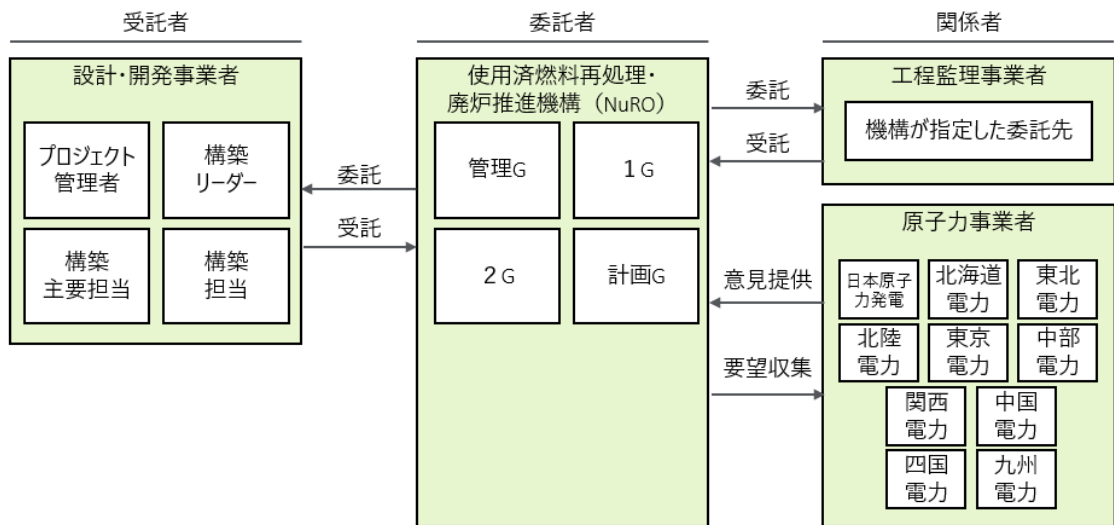 受託者
委託者
関係者
設計・開発事業者
プロジェクト
管理者
構築
リーダー
構築
主要担当
構築
担当
委託
受託
使用済燃料再処理・
廃炉推進機構（NuRO）
管理G
１G
２G
計画G
委託
受託
意見提供
要望収集
工程監理事業者
機構が指定した委託先
原子力事業者
日本原子
力発電
北海道
電力
東北
電力
北陸
電力
東京
電力
中部
電力
関西
電力
中国
電力
四国
電力
九州
電力